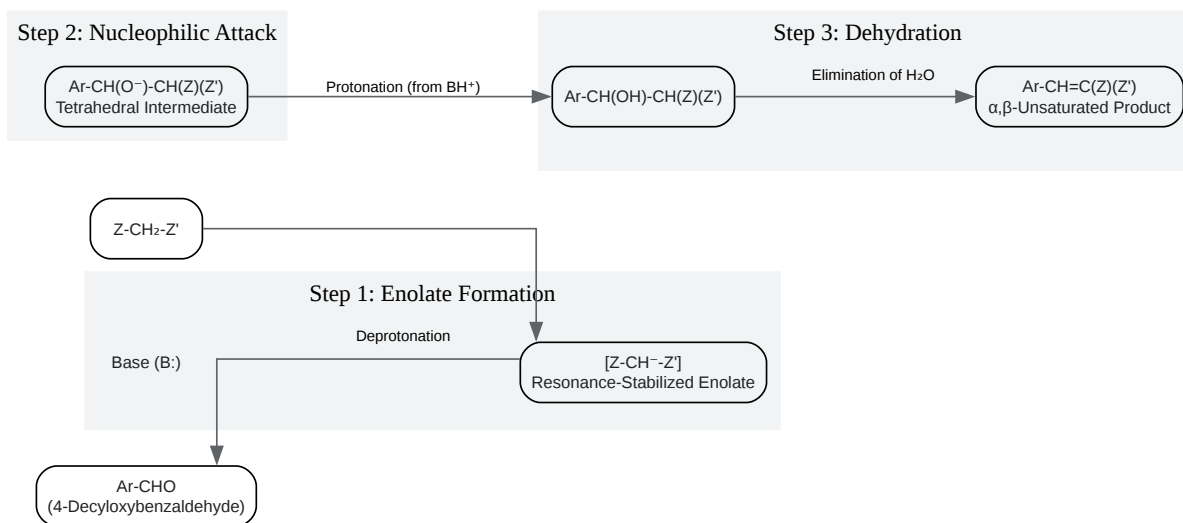 Step 2: Nucleophilic Attack
Ar-CH(O⁻)-CH(Z)(Z')
Tetrahedral Intermediate
Protonation (from BH⁺)
Step 3: Dehydration
Ar-CH(OH)-CH(Z)(Z')
Elimination of H₂O
Ar-CH=C(Z)(Z')
α,β-Unsaturated Product
Z-CH₂-Z'
Step 1: Enolate Formation
Deprotonation
Base (B:)
[Z-CH⁻-Z']
Resonance-Stabilized Enolate
Ar-CHO
(4-Decyloxybenzaldehyde)